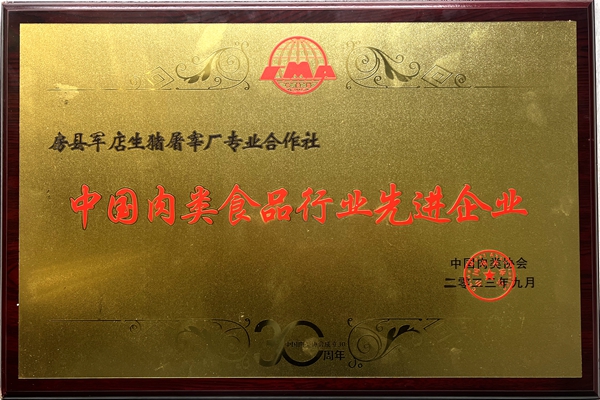 CMA
房县军店生猪屠宰厂专业合作社
中国肉类食品行业先进企业
中国肉类协会
二零二三年九月
30
周年